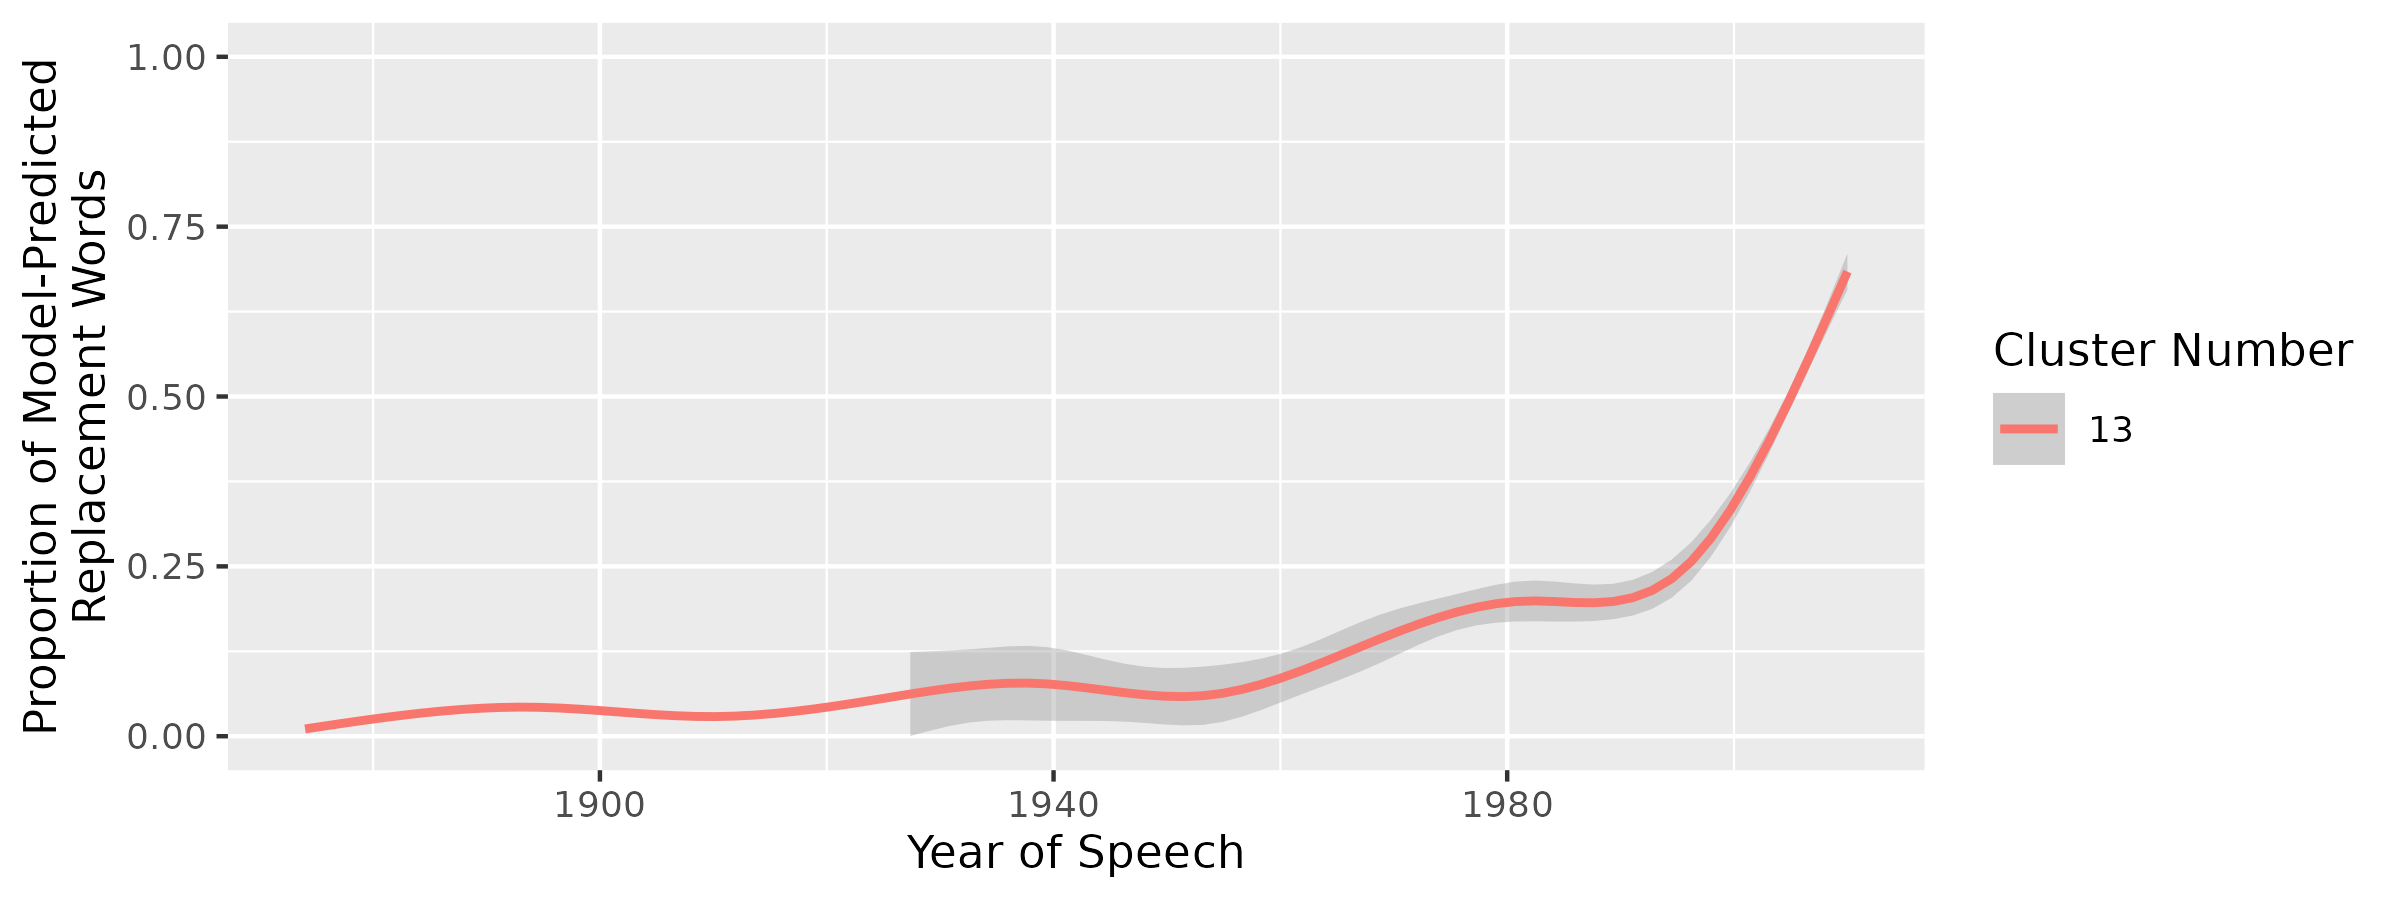 Proportion of Model-Predicted
Replacement Words
1.00
0.75
0.50
0.25
0.00
1900
1940
1980
Year of Speech
Cluster Number
13